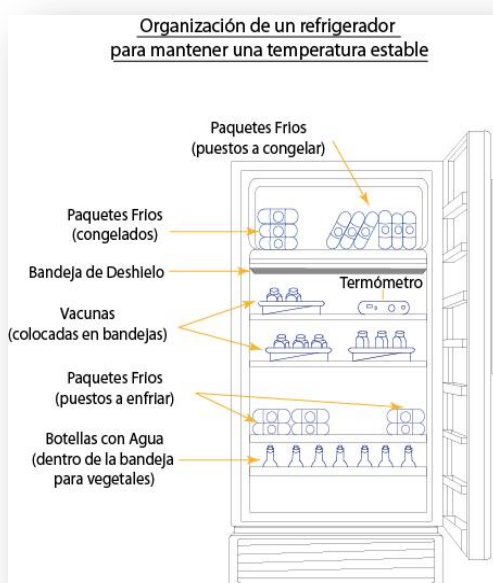 Organización de un refrigerador
para mantener una temperatura estable
Paquetes Frios
(puestos a congelar)
Paquetes Frios
(congelados)
Bandeja de Deshielo
Termómetro
Vacunas
(colocadas en bandejas)
Paquetes Frios
(puestos a enfriar)
Botellas con Agua
(dentro de la bandeja
para vegetales)